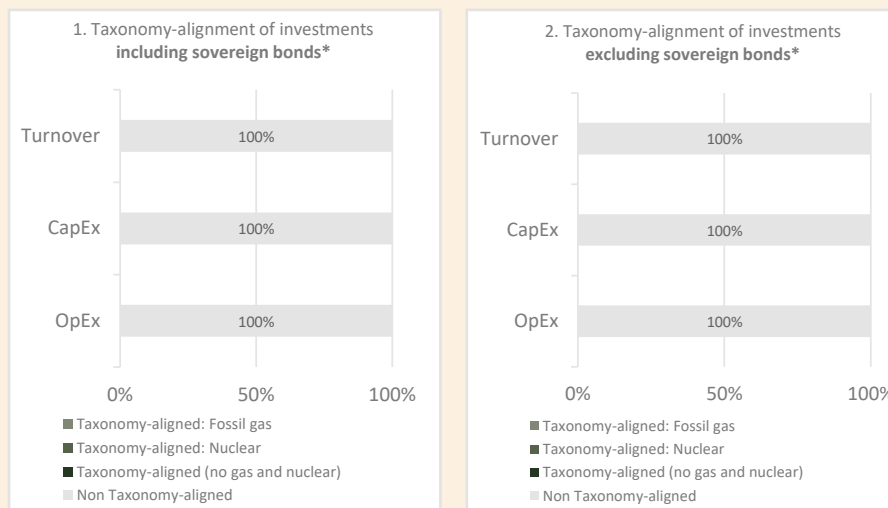 1. Taxonomy-alignment of investments
including sovereign bonds*
Turnover
100%
CapEx
100%
OpEx
100%
0%
50%
100%
Taxonomy-aligned: Fossil gas
Taxonomy-aligned: Nuclear
Taxonomy-aligned (no gas and nuclear)
Non Taxonomy-aligned
2. Taxonomy-alignment of investments
excluding sovereign bonds*
Turnover
100%
CapEx
100%
OpEx
100%
0%
50%
100%
Taxonomy-aligned: Fossil gas
Taxonomy-aligned: Nuclear
Taxonomy-aligned (no gas and nuclear)
Non Taxonomy-aligned